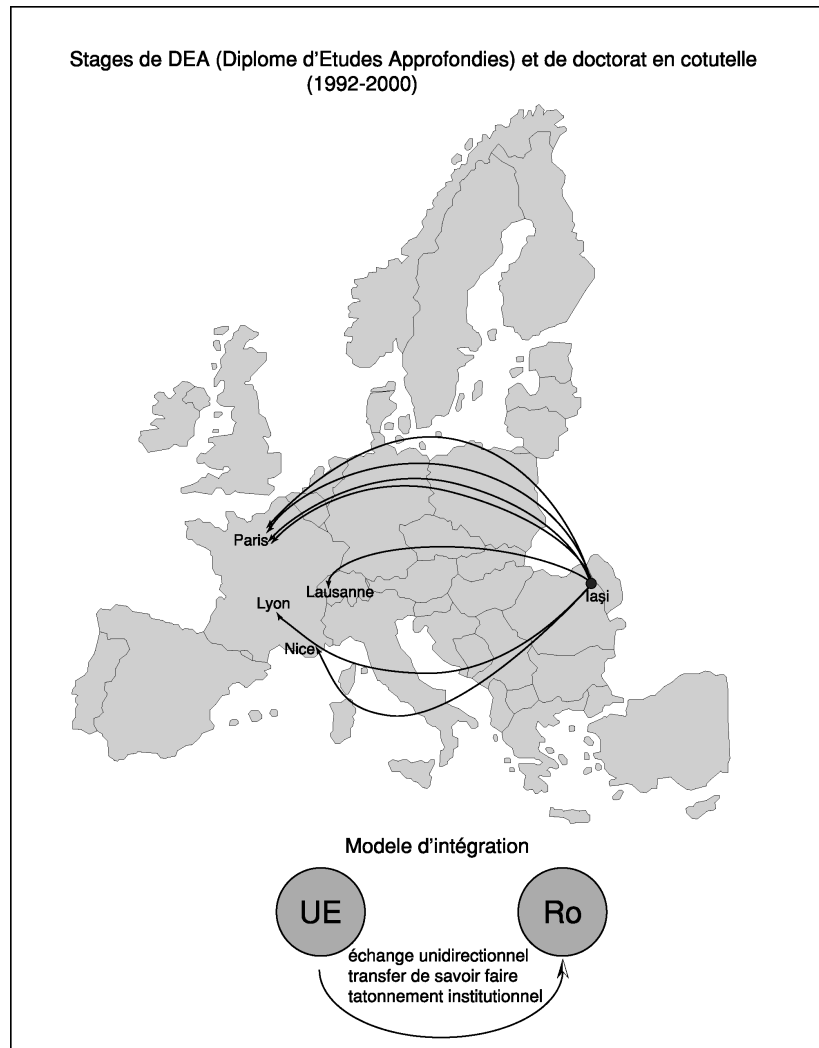 Stages de DEA (Diplome d'Etudes Approfondies) et de doctorat en cotutelle
(1992-2000)
Paris
Lausanne
Iaşi
Lyon
Nice
Modele d'intégration
UE
Ro
échange unidirectionnel
transfer de savoir faire
tatonnement institutionnel